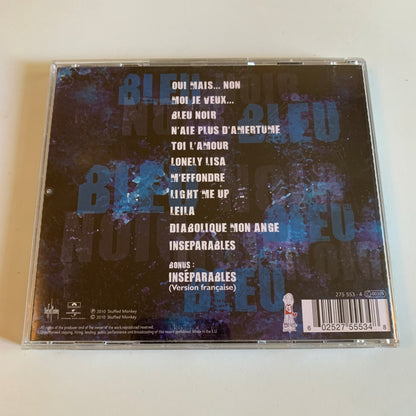 BLEU NOIR
OUI MAIS... NON
MOI JE VEUX...
BLEU NOIR
N'AIE PLUS D'AMERTUME
TOI L'AMOUR
LONELY LISA
M'EFFONDRE
LIGHT ME UP
LEILA
DIABOLIQUE MON ANGE
INSEPARABLES
BONUS :
INSÉPARABLES
(Version française)
BLEU
BLEU
BLEU
BLEU
NOIR
℗ 2010 Stuffed Monkey
© 2010 Stuffed Monkey
275 553-4
6 02527 55534 8